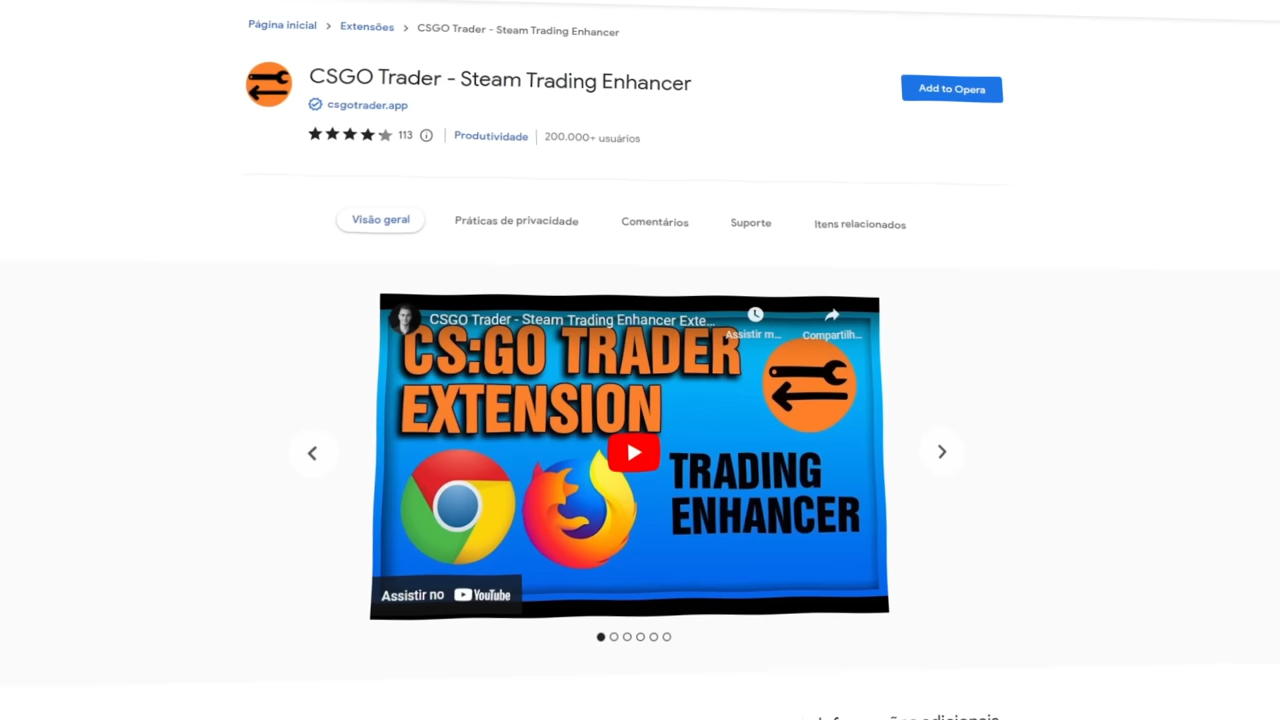 Página inicial > Extensões > CSGO Trader - Steam Trading Enhancer
CSGO Trader - Steam Trading Enhancer
Add to Opera
csgotrader.app
113 Produtividade 200.000+ usuários
Visão geral Práticas de privacidade Comentários Suporte Itens relacionados
CSGO Trader - Steam Trading Enhancer Exte...
Assistir m... Compartilh...
CS:GO TRADER
EXTENSION
TRADING
ENHANCER
Assistir no YouTube